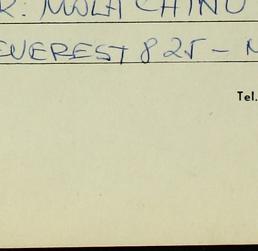 R: MOLA CHINO
EVEREST 825 -
Tel.